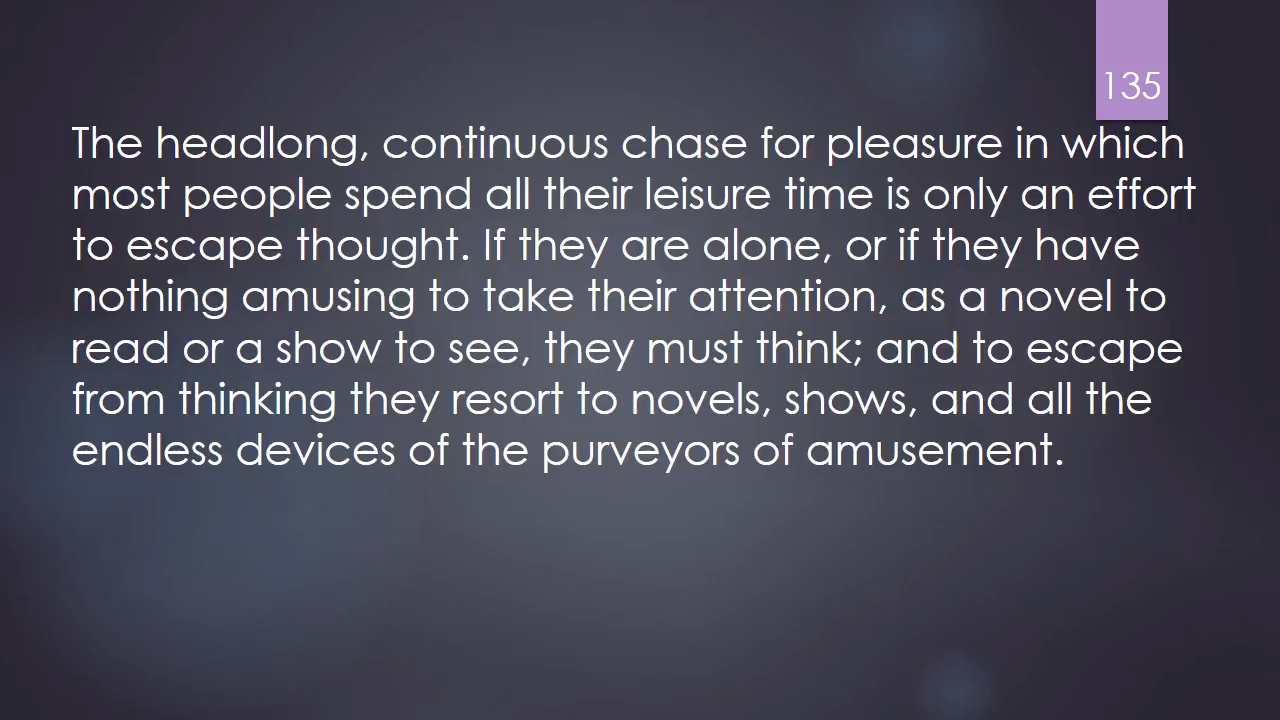 135
The headlong, continuous chase for pleasure in which
most people spend all their leisure time is only an effort
to escape thought. If they are alone, or if they have
nothing amusing to take their attention, as a novel to
read or a show to see, they must think; and to escape
from thinking they resort to novels, shows, and all the
endless devices of the purveyors of amusement.